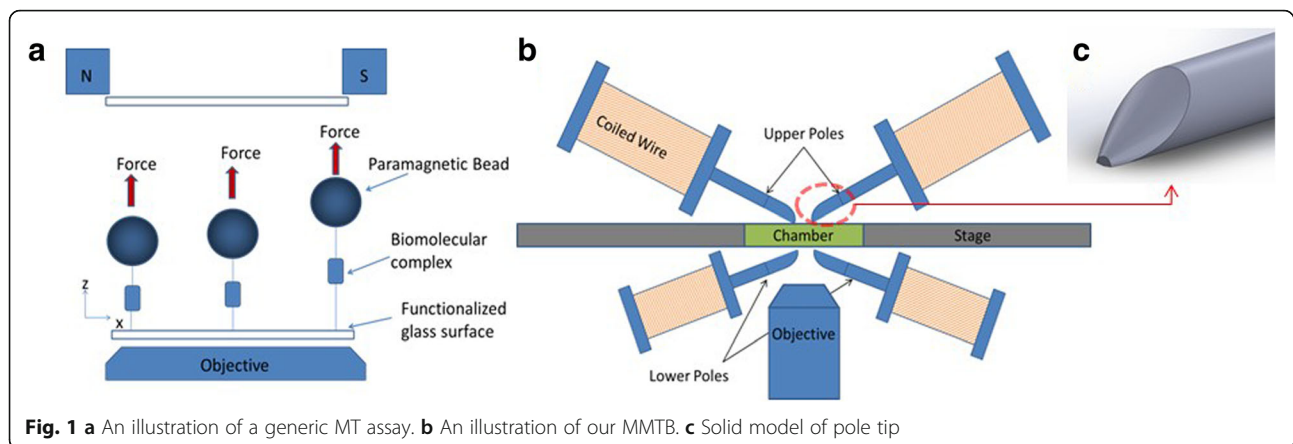 a
N
S
Force
Force
Force
Paramagnetic Bead
Biomolecular
complex
z
x
Functionalized
glass surface
Objective
b
Coiled Wire
Upper Poles
Chamber
Stage
Objective
Lower Poles
c
Fig. 1 a An illustration of a generic MT assay. b An illustration of our MMTB. c Solid model of pole tip